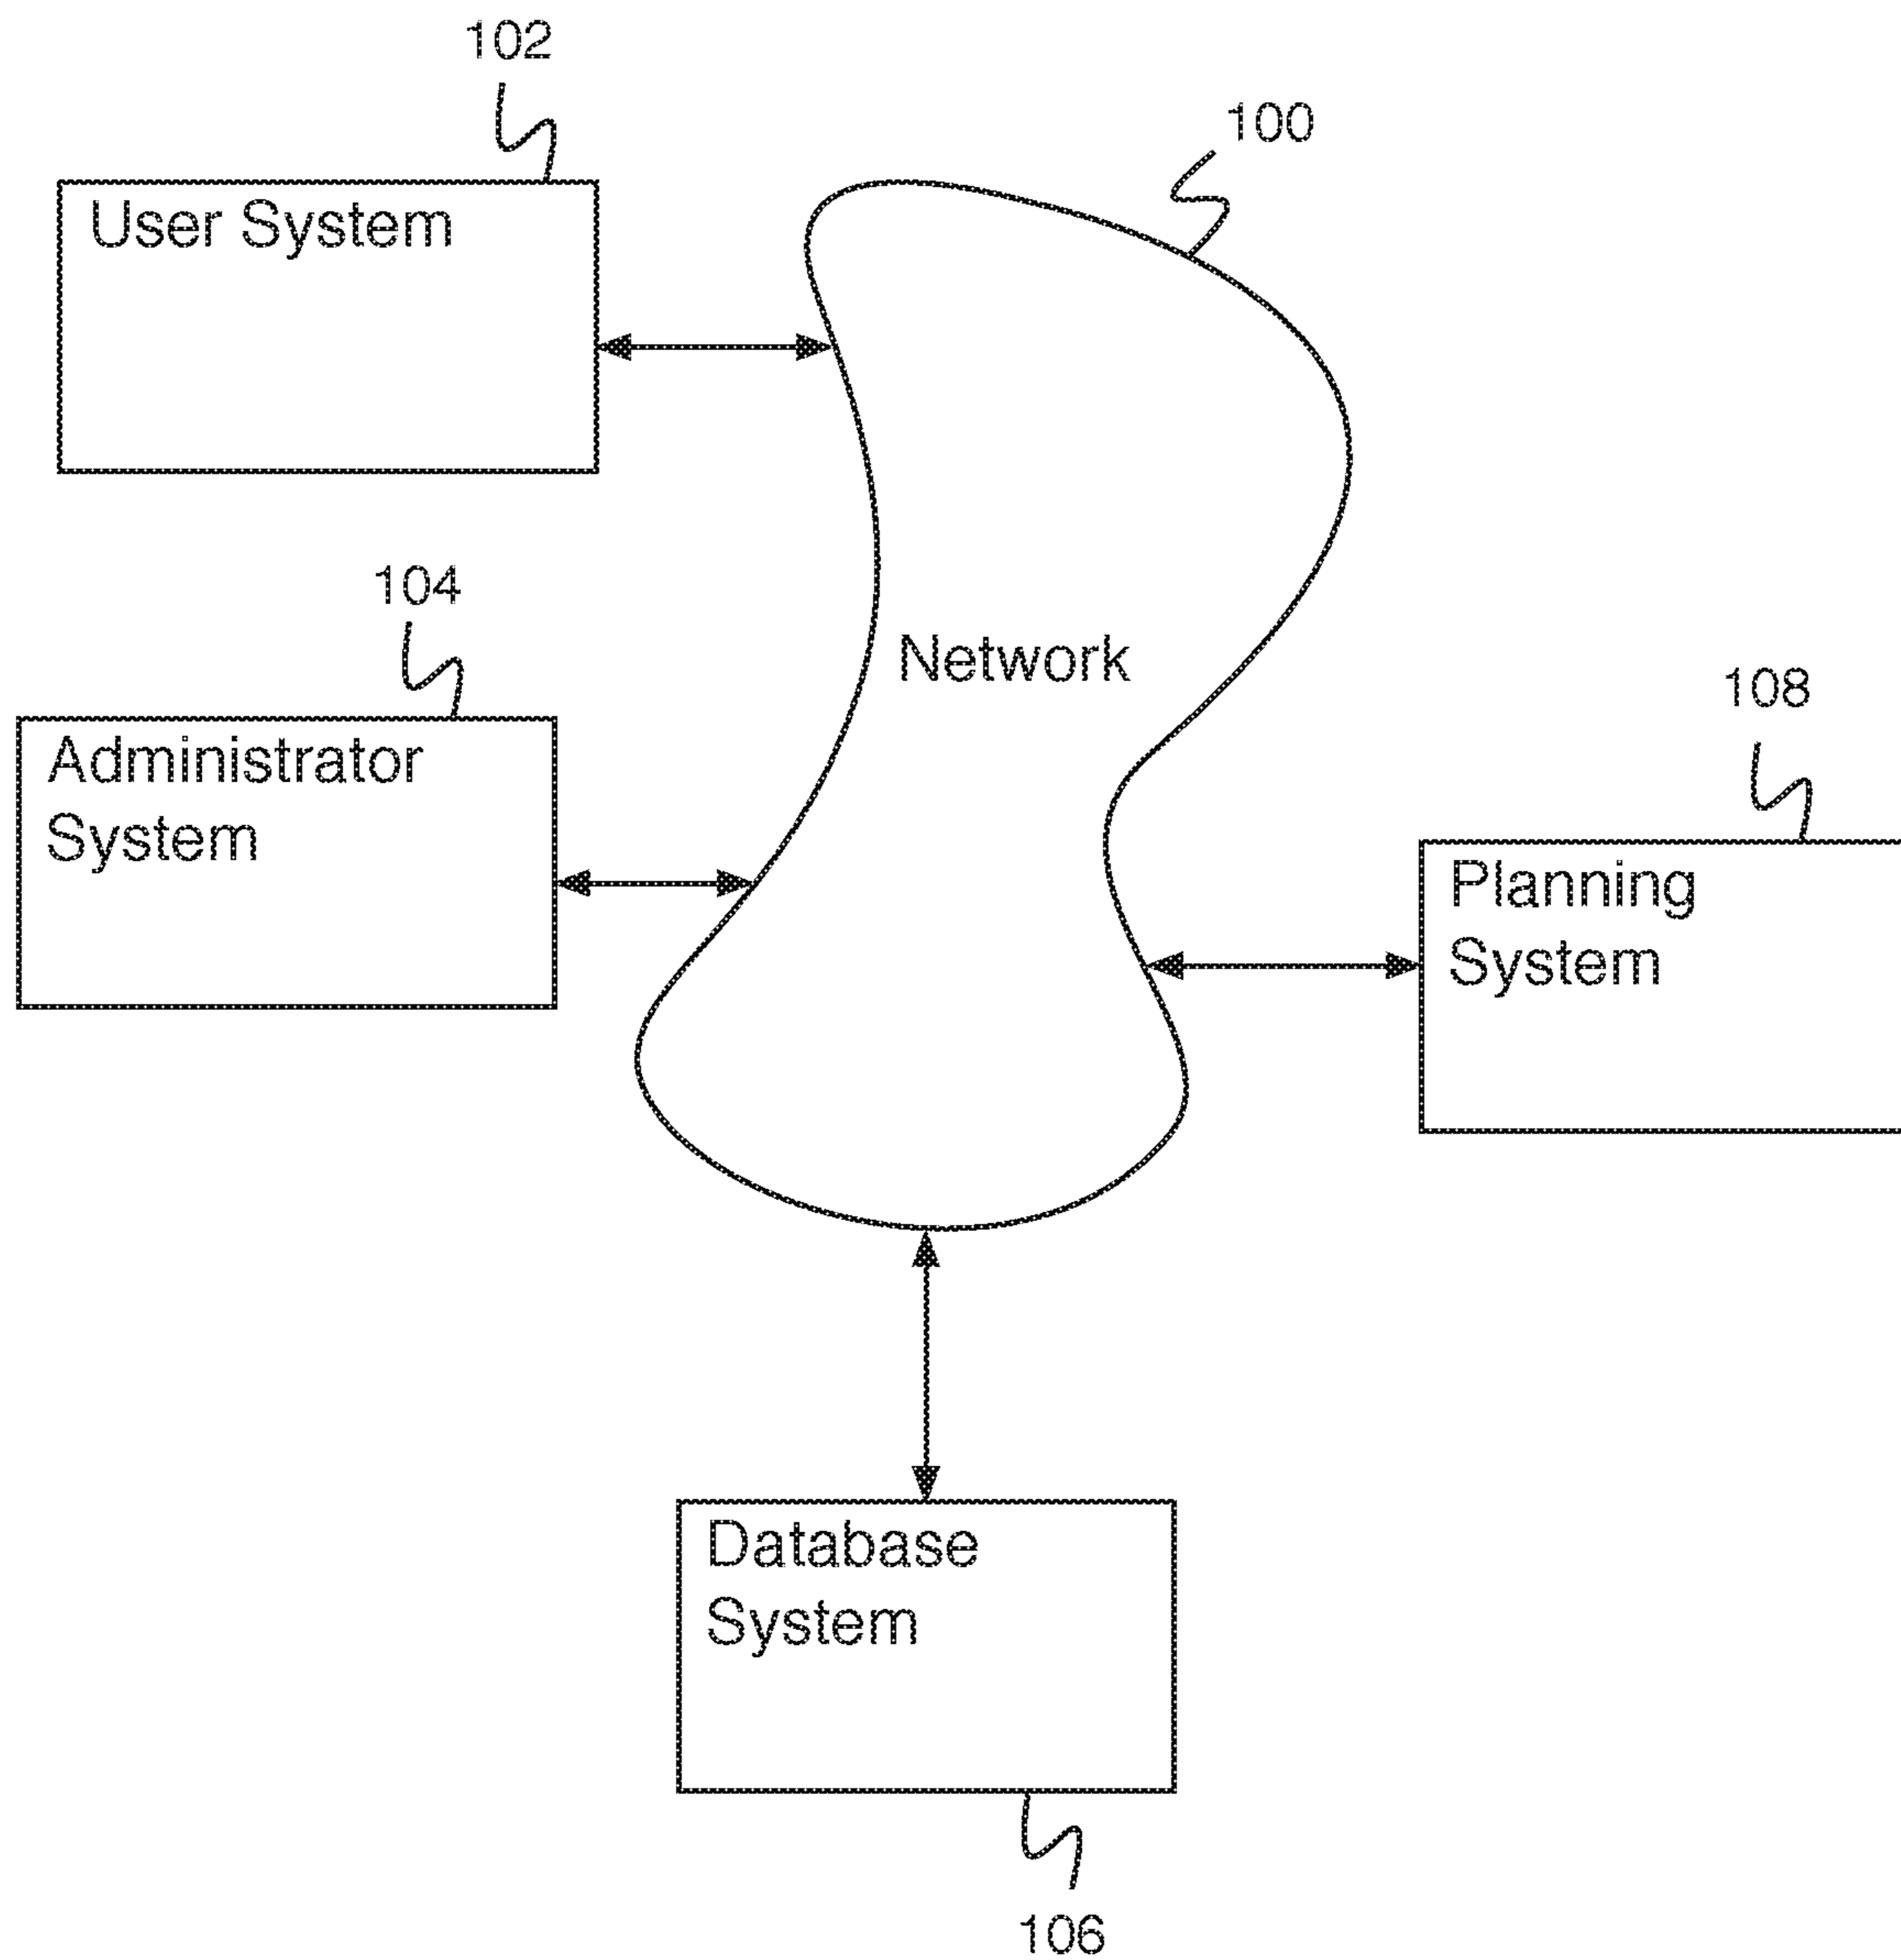 102
100
User System
Network
104
Administrator
System
108
Planning
System
Database
System
106